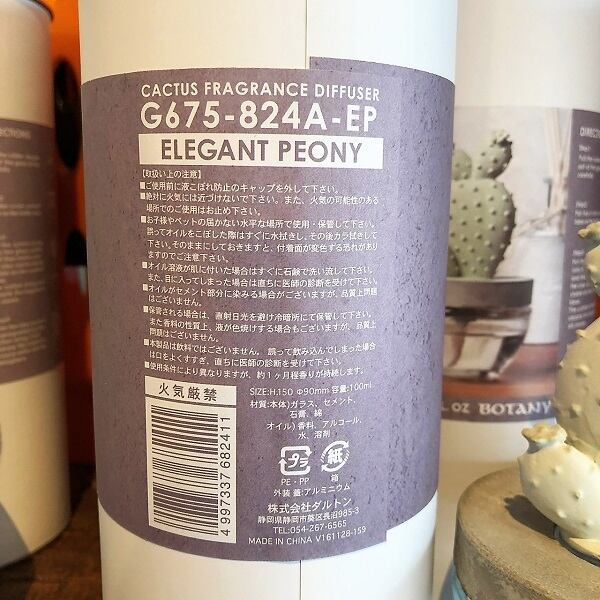 CACTUS FRAGRANCE DIFFUSER
G675-824A-EP
ELEGANT PEONY
【取扱い上の注意】
■ご使用前に液こぼれ防止のキャップを外して下さい。
■絶対に火気には近づけないで下さい。また、火気の可能性のある
場所でのご使用はお止め下さい。
■お子様やペットの届かない水平な場所で使用・保管して下さい。
誤ってオイルをこぼした際はすぐに水拭きし、その後カラ拭きして
下さい。そのままにしておきますと、付着面が変色する恐れがあり
ますのでご注意下さい。
■オイル溶液が肌に付いた場合はすぐに石鹸で洗い流して下さい。
また、目に入ってしまった場合は直ちに医師の診断を受けて下さい。
■オイルがセメント部分に染みる場合がございますが、品質上問題
はございません。
■保管される場合は、直射日光を避け冷暗所にて保管して下さい。
また香料の性質上、液が色焼けする場合もございますが、品質上
問題はございません。
■本製品は飲料ではございません。誤って飲み込んでしまった場合
は口をよくすすぎ、直ちに医師の診断を受けて下さい。
■使用条件により異なりますが、約1ヶ月程香りが持続します。
火気厳禁
4 997337 682411
SIZE:H.150 Φ90mm 容量:100ml
材質:本体)ガラス、セメント、
石膏、綿
オイル)香料、アルコール、
水、溶剤
プラ 紙
PE・PP 箱
外装 蓋:アルミニウム
株式会社ダルトン
静岡県静岡市葵区長沼985-3
TEL:054-267-6565
MADE IN CHINA V161128-159
L OZ BOTANY